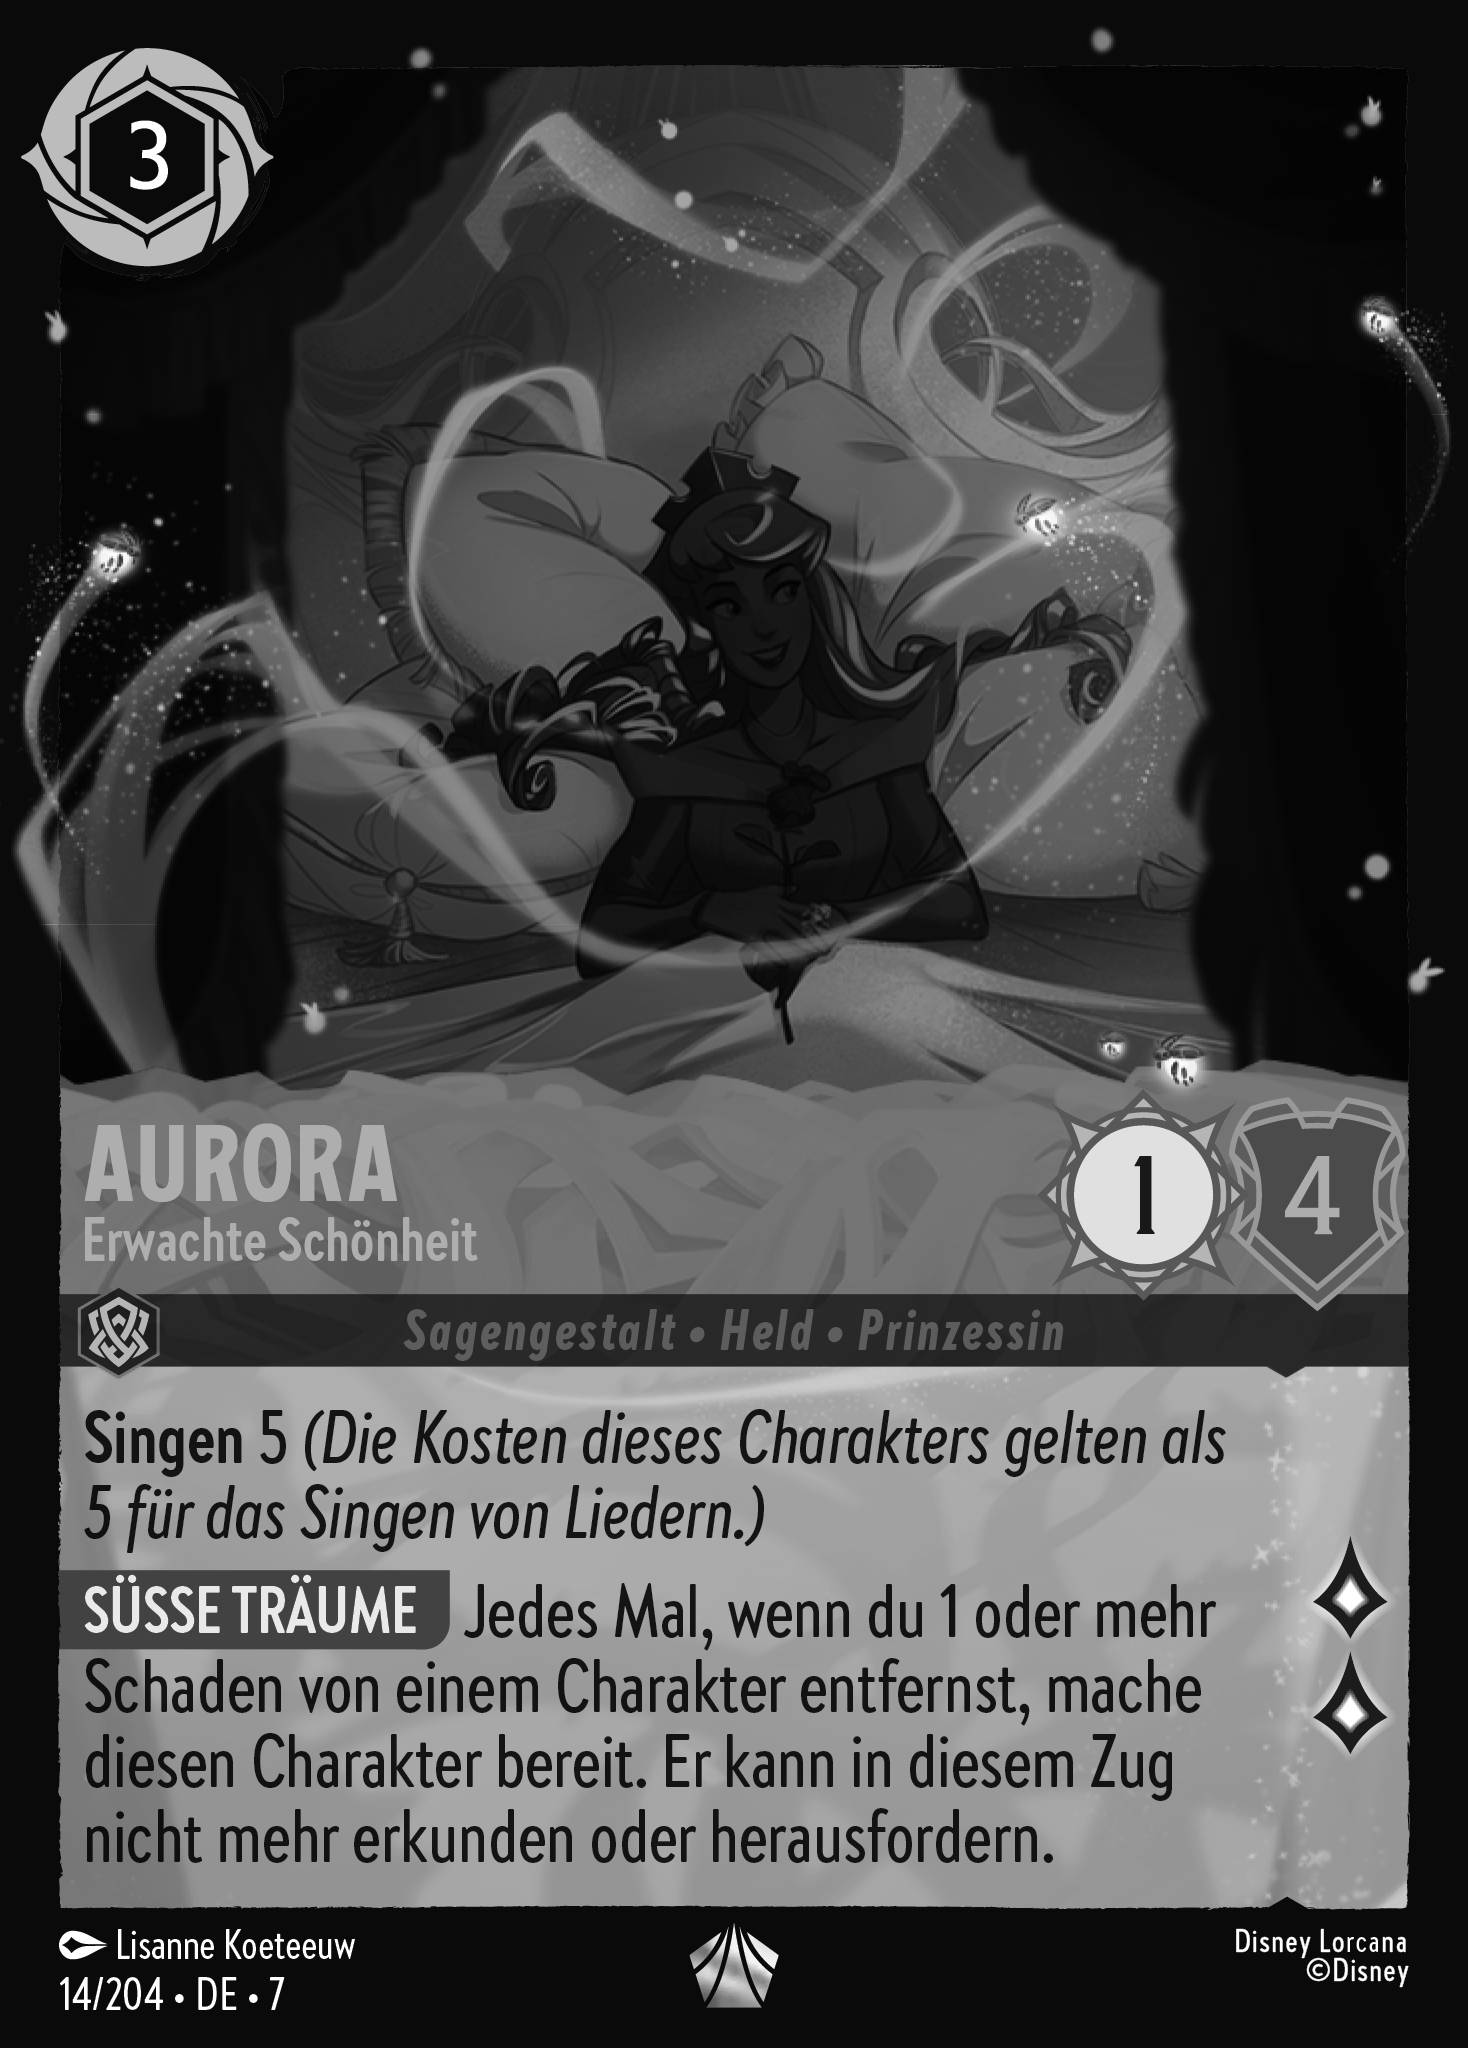 3
AURORA
Erwachte Schönheit
1
4
Sagengestalt • Held • Prinzessin
Singen 5 (Die Kosten dieses Charakters gelten als
5 für das Singen von Liedern.)
SÜSSE TRÄUME Jedes Mal, wenn du 1 oder mehr
Schaden von einem Charakter entfernst, mache
diesen Charakter bereit. Er kann in diesem Zug
nicht mehr erkunden oder herausfordern.
Lisanne Koeteeuw
14/204 • DE • 7
Disney Lorcana
©Disney